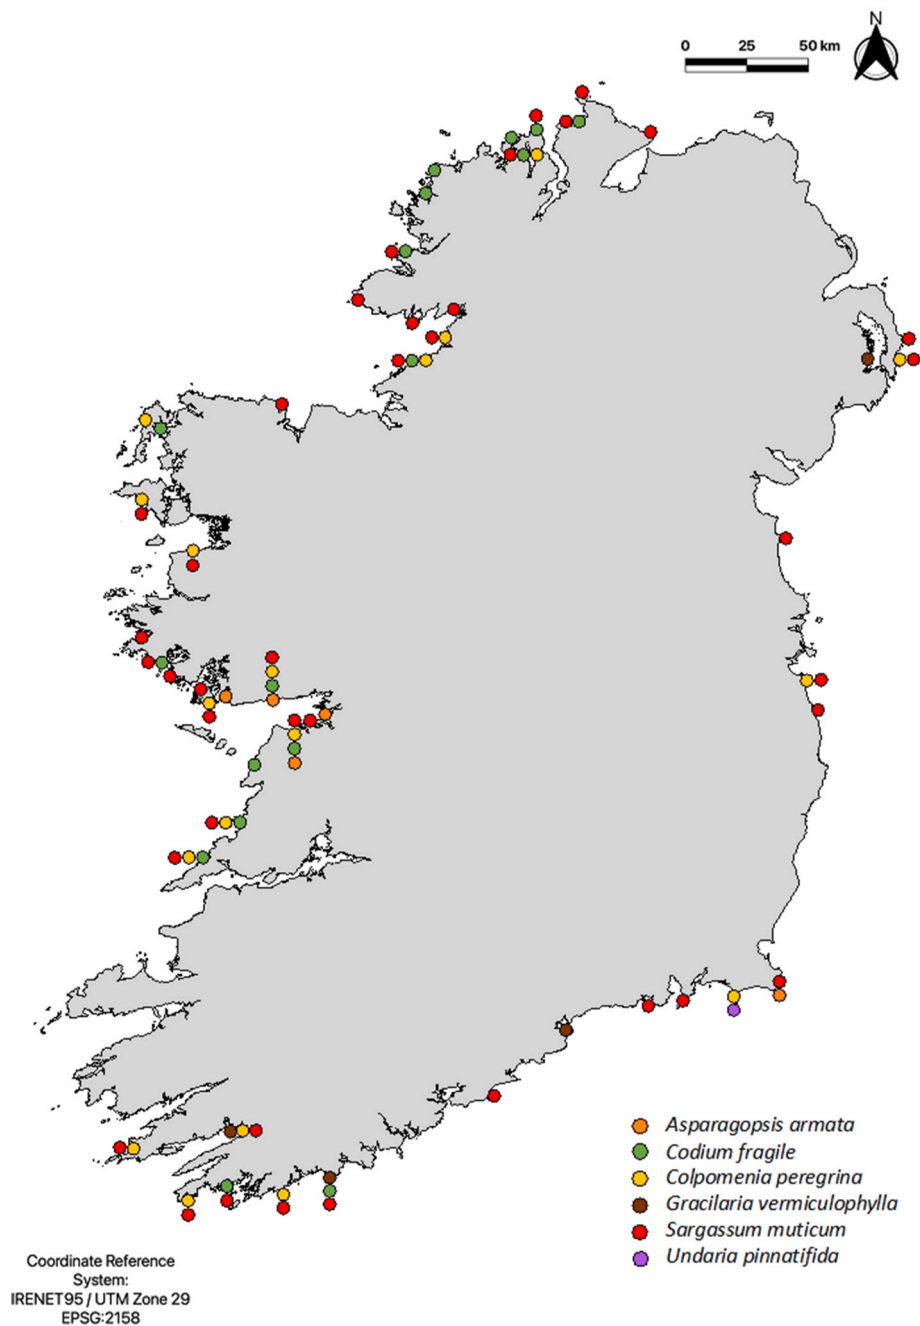 N
0 25 50 km
Asparagopsis armata
Codium fragile
Colpomenia peregrina
Gracilaria vermiculophylla
Sargassum muticum
Undaria pinnatifida
Coordinate Reference
System:
IRENET95 / UTM Zone 29
EPSG:2158